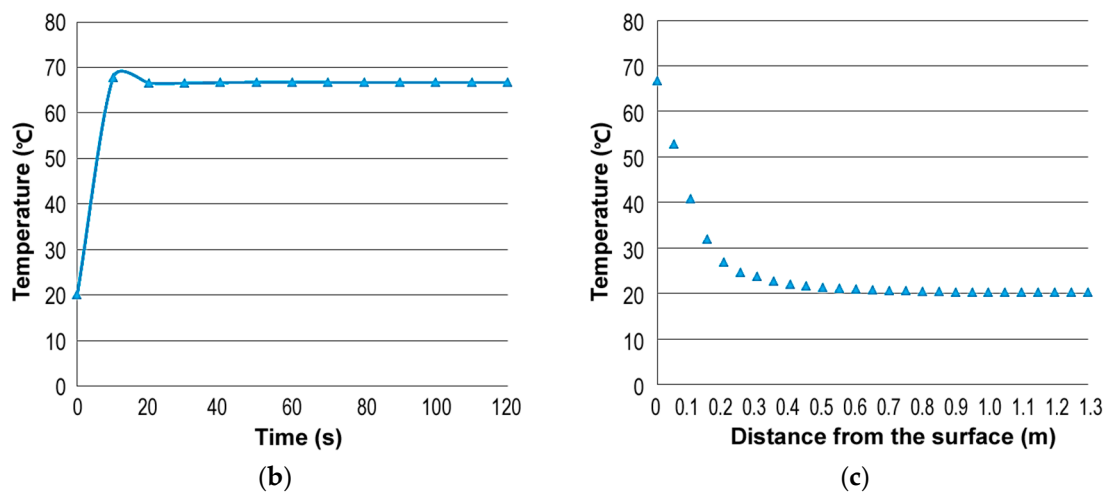 80
70
60
50
40
30
20
10
0
Temperature (℃)
0 20 40 60 80 100 120
Time (s)
(b)
80
70
60
50
40
30
20
10
0
Temperature (℃)
0 0.1 0.2 0.3 0.4 0.5 0.6 0.7 0.8 0.9 1.0 1.1 1.2 1.3
Distance from the surface (m)
(c)